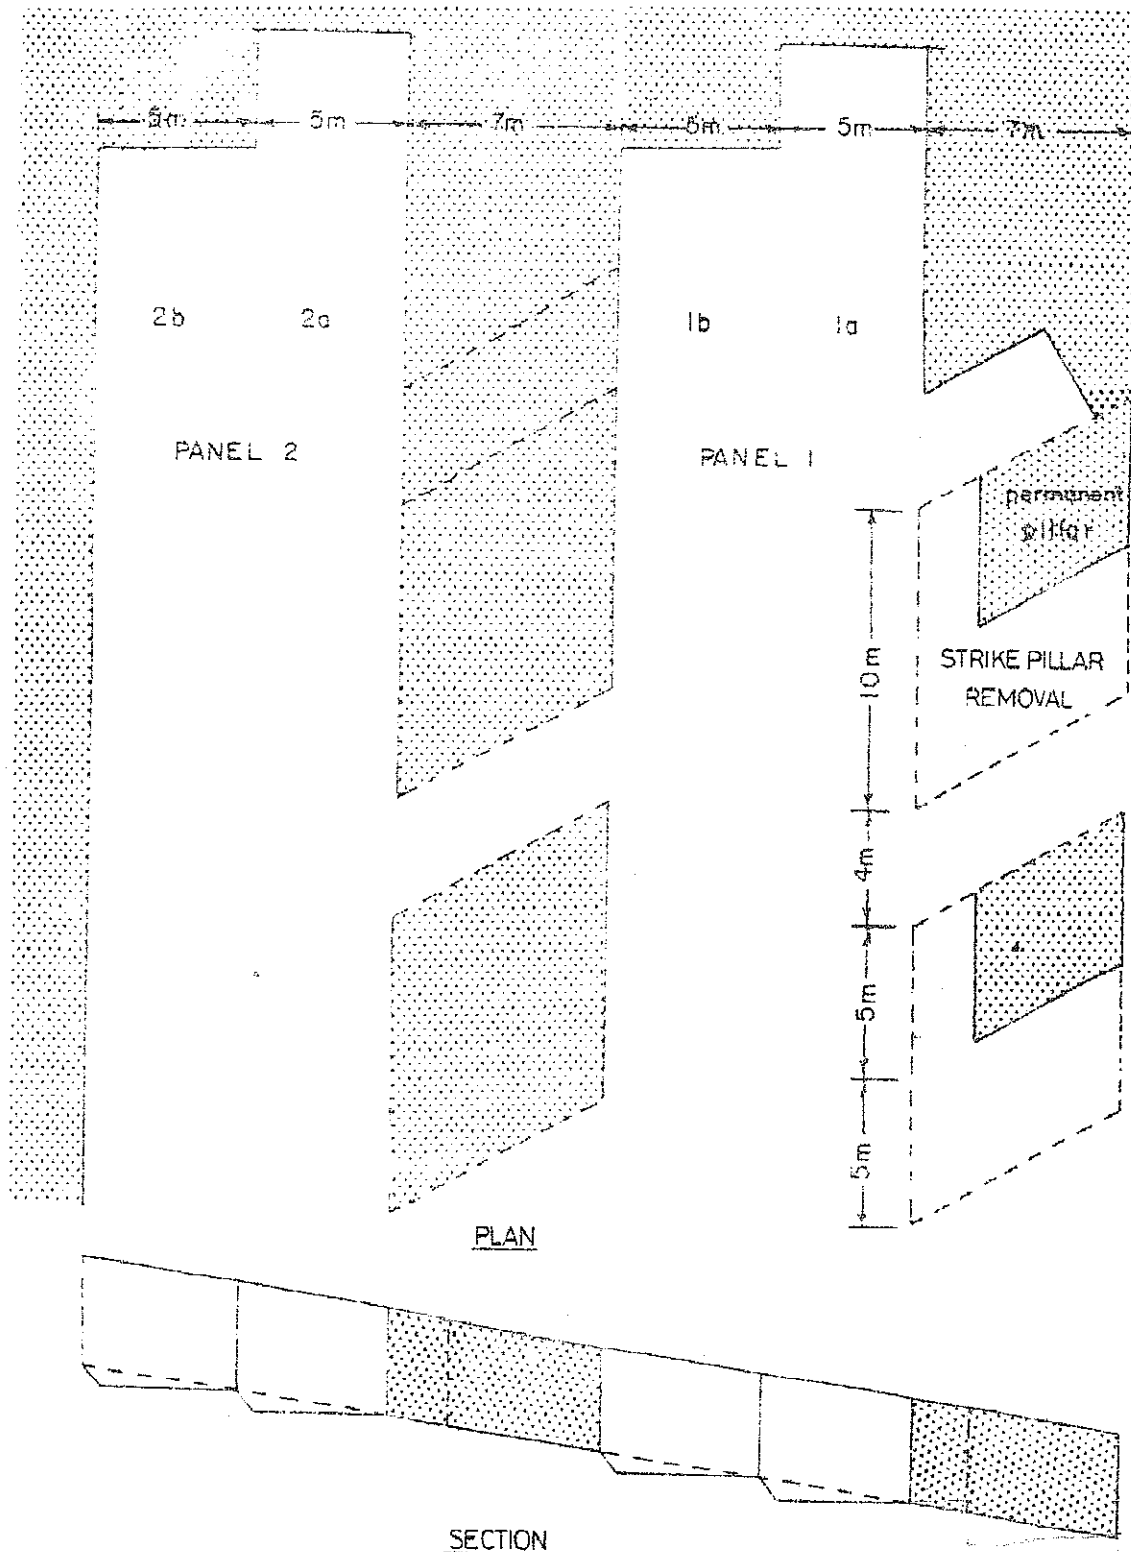 5m 5m 7m 5m 5m 7m
2b 2a 1b 1a
PANEL 2 PANEL 1
permanent
pillar
10m
STRIKE PILLAR
REMOVAL
4m
5m
5m
PLAN
SECTION